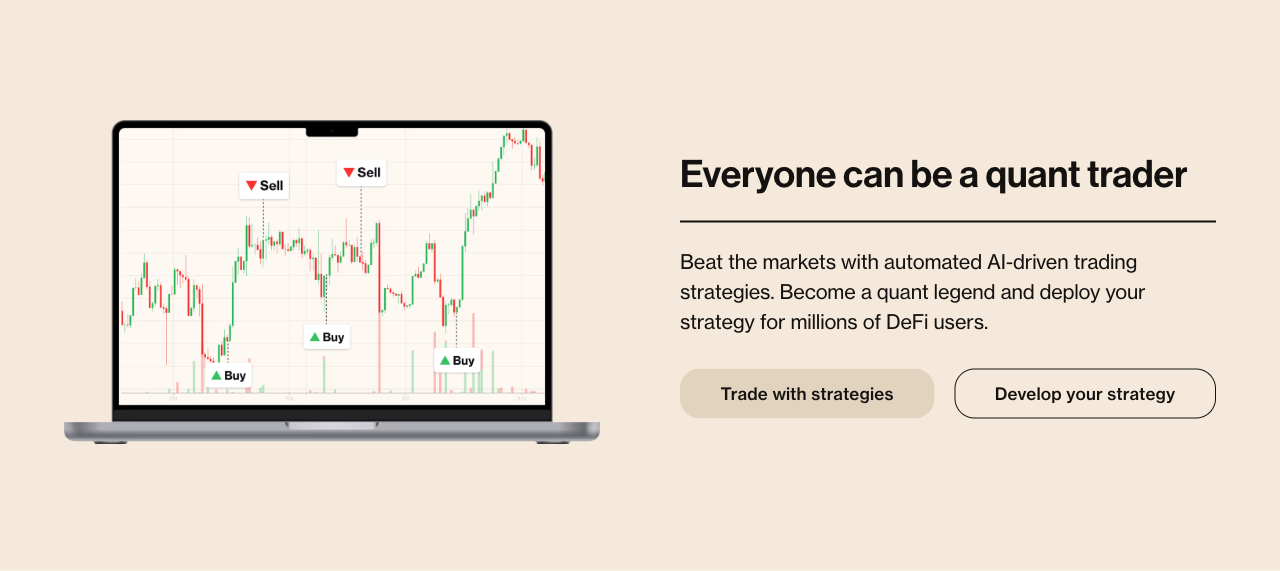 Sell
Sell
Buy
Buy
Buy
Everyone can be a quant trader
Beat the markets with automated AI-driven trading
strategies. Become a quant legend and deploy your
strategy for millions of DeFi users.
Trade with strategies
Develop your strategy